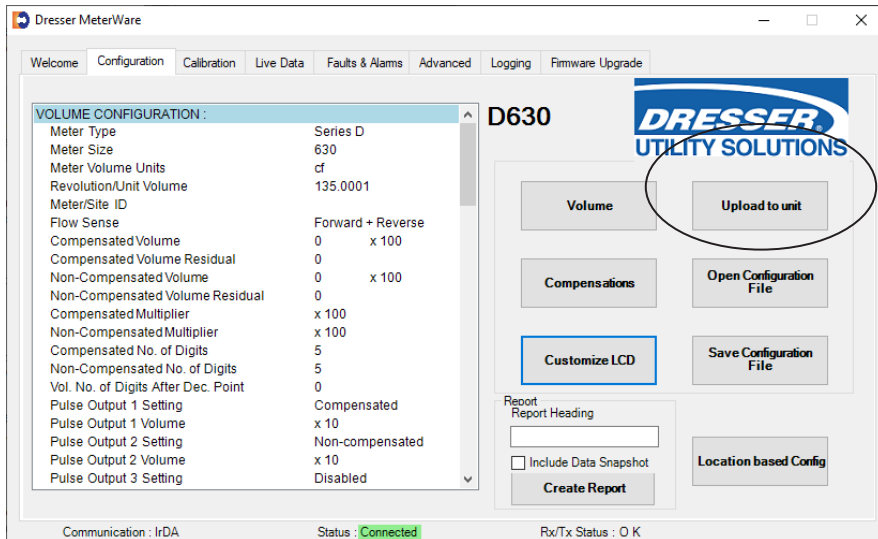 Dresser MeterWare
Welcome Configuration Calibration Live Data Faults & Alarms Advanced Logging Firmware Upgrade
VOLUME CONFIGURATION :
Meter Type Series D
Meter Size 630
Meter Volume Units cf
Revolution/Unit Volume 135.0001
Meter/Site ID
Flow Sense Forward + Reverse
Compensated Volume 0 x 100
Compensated Volume Residual 0
Non-Compensated Volume 0 x 100
Non-Compensated Volume Residual 0
Compensated Multiplier x 100
Non-Compensated Multiplier x 100
Compensated No. of Digits 5
Non-Compensated No. of Digits 5
Vol. No. of Digits After Dec. Point 0
Pulse Output 1 Setting Compensated
Pulse Output 1 Volume x 10
Pulse Output 2 Setting Non-compensated
Pulse Output 2 Volume x 10
Pulse Output 3 Setting Disabled
D630
DRESSER®
UTILITY SOLUTIONS
Volume
Upload to unit
Compensations
Open Configuration
File
Customize LCD
Save Configuration
File
Report
Report Heading
Include Data Snapshot
Create Report
Location based Config
Communication : IrDA Status : Connected Rx/Tx Status : O K